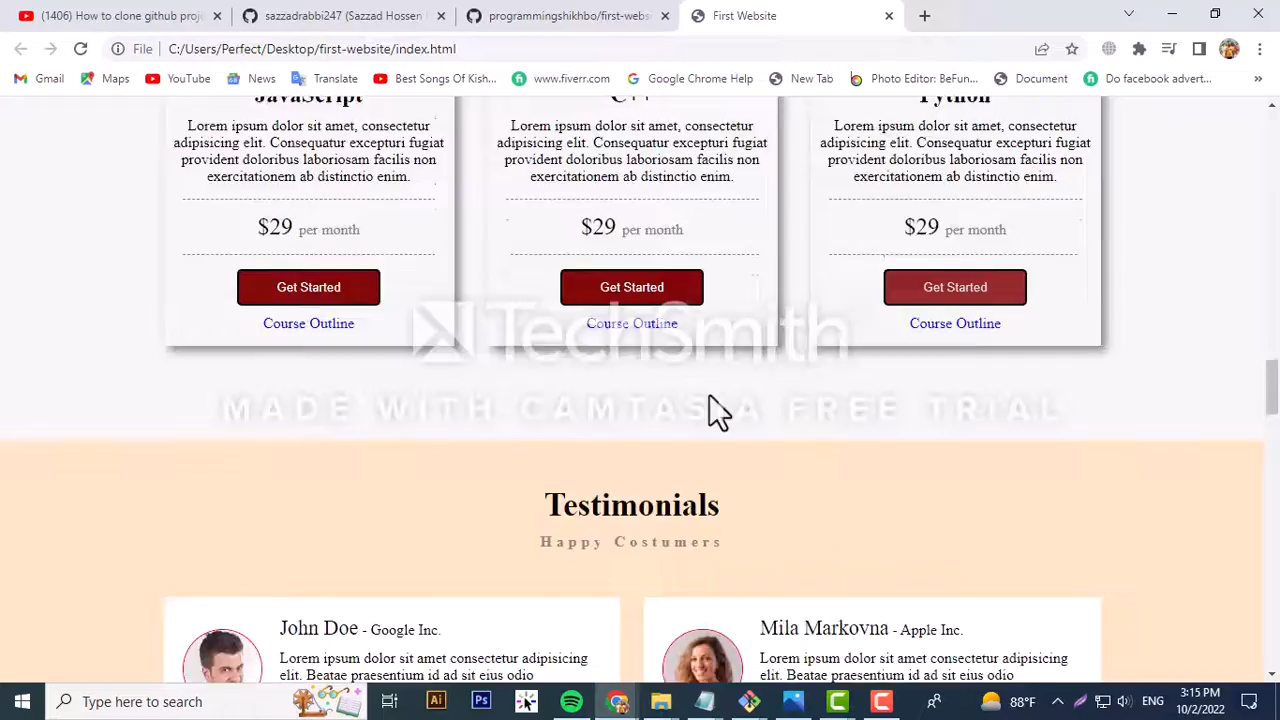 (1406) How to clone github proje
sazzadrabbi247 (Sazzad Hossen
programmingshikhbo/first-webs
First Website
File
C:/Users/Perfect/Desktop/first-website/index.html
Gmail
Maps
YouTube
News
Translate
Best Songs Of Kish...
www.fiverr.com
Google Chrome Help
New Tab
Photo Editor: BeFun...
Document
Do facebook advert...
»
JavaScript
Lorem ipsum dolor sit amet, consectetur
adipisicing elit. Consequatur excepturi fugiat
provident doloribus laboriosam facilis non
exercitationem ab distinctio enim.
$29 per month
Get Started
Course Outline
C++
Lorem ipsum dolor sit amet, consectetur
adipisicing elit. Consequatur excepturi fugiat
provident doloribus laboriosam facilis non
exercitationem ab distinctio enim.
$29 per month
Get Started
Course Outline
Python
Lorem ipsum dolor sit amet, consectetur
adipisicing elit. Consequatur excepturi fugiat
provident doloribus laboriosam facilis non
exercitationem ab distinctio enim.
$29 per month
Get Started
Course Outline
TechSmith
MADE WITH CAMTASIA FREE TRIAL
Testimonials
Happy Costumers
John Doe - Google Inc.
Lorem ipsum dolor sit amet consectetur adipisicing
elit. Beatae praesentium id ad sit eius odio
Mila Markovna - Apple Inc.
Lorem ipsum dolor sit amet consectetur adipisicing
elit. Beatae praesentium id ad sit eius odio
Type here to search
Ai
Ps
88°F
ENG
3:15 PM
10/2/2022